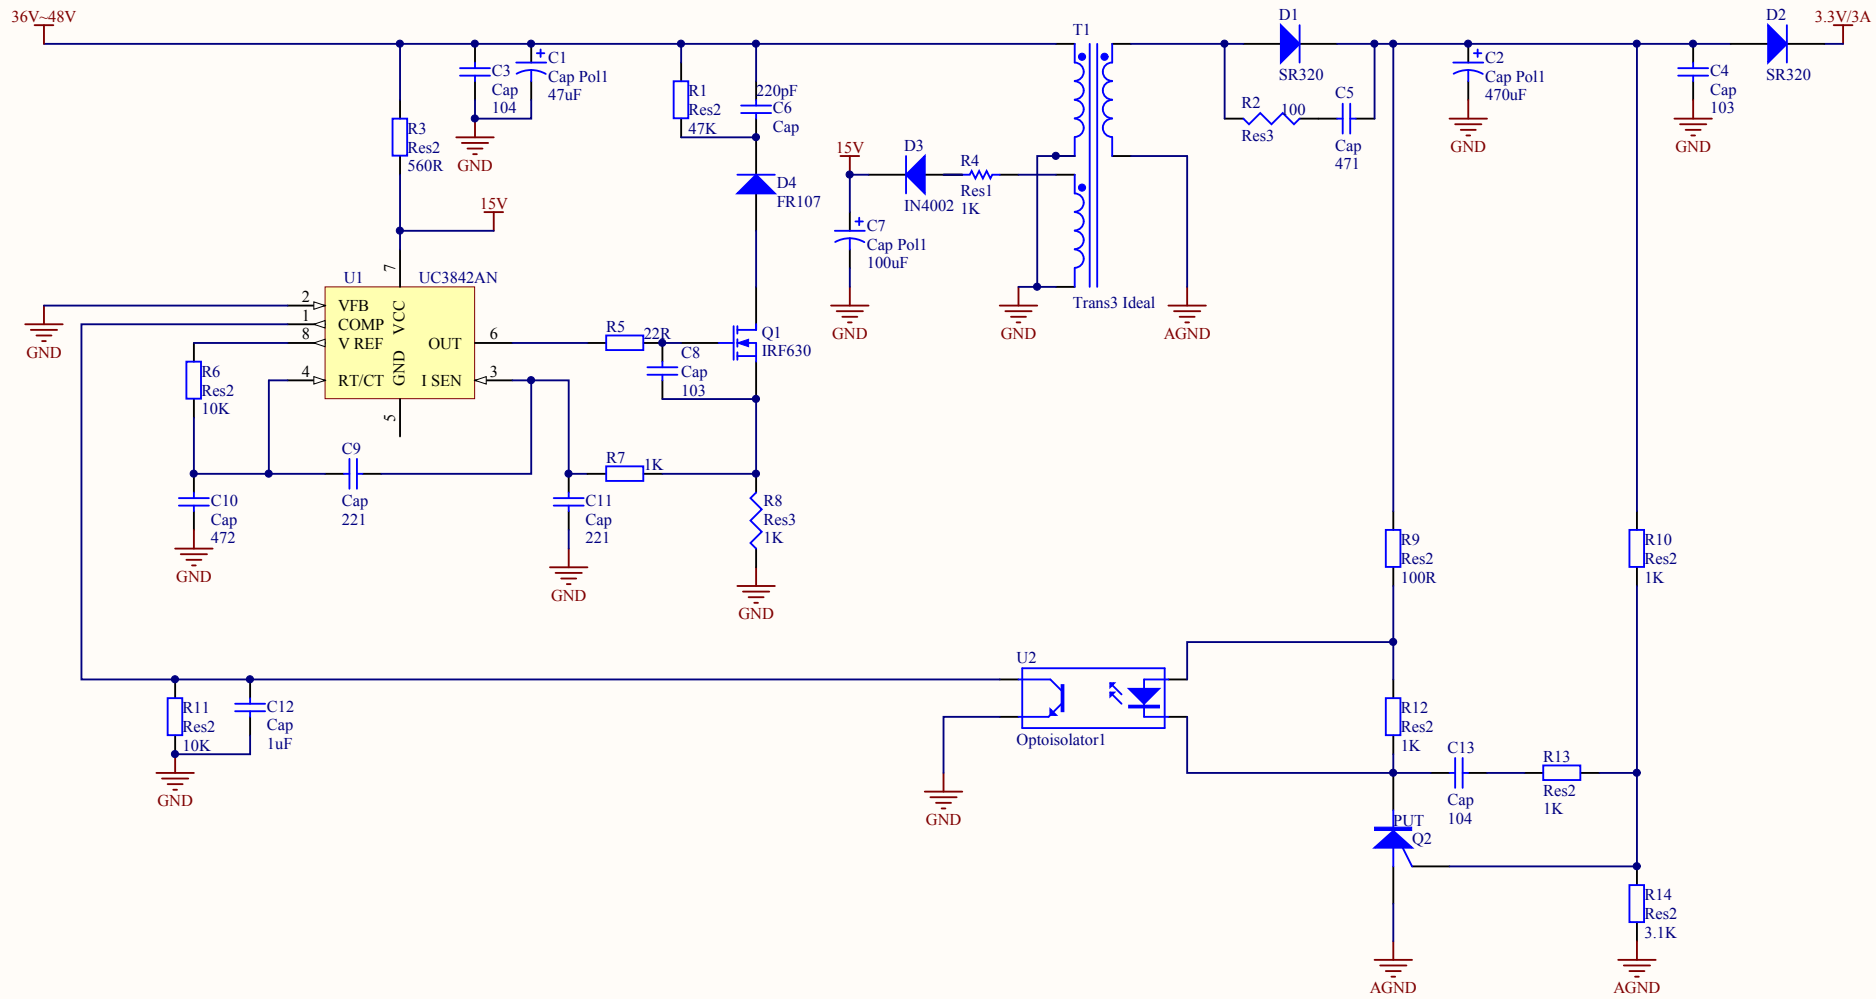 36V~48V
T1
D1
SR320
D2
SR320
3.3V/3A
C3
Cap
104
GND
C1
Cap Pol1
47uF
R1
Res2
47K
220pF
C6
Cap
R3
Res2
560R
15V
D4
FR107
15V
D3
IN4002
R4
Res1
1K
C7
Cap Pol1
100uF
GND
GND
Trans3 Ideal
AGND
R2
100
Res3
C5
Cap
471
C2
Cap Pol1
470uF
GND
C4
Cap
103
GND
U1
UC3842AN
7
2
VFB
1
COMP
8
V REF
4
RT/CT
VCC
GND
OUT
6
I SEN
3
5
GND
R5
22R
C8
Cap
103
Q1
IRF630
R6
Res2
10K
C9
Cap
221
C10
Cap
472
GND
R7
1K
C11
Cap
221
GND
R8
Res3
1K
GND
R9
Res2
100R
R10
Res2
1K
R11
Res2
10K
GND
C12
Cap
1uF
U2
Optoisolator1
GND
R12
Res2
1K
C13
Cap
104
R13
Res2
1K
PUT
Q2
AGND
R14
Res2
3.1K
AGND